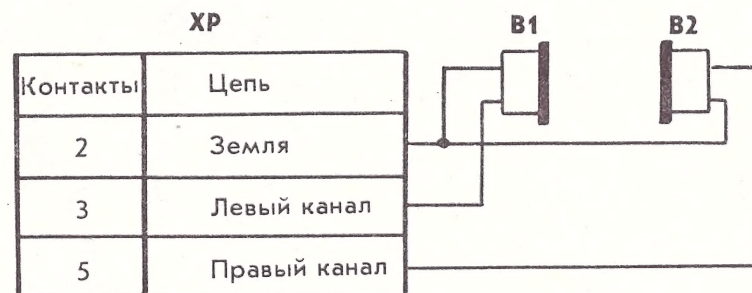 XP B1 B2
Контакты Цепь
2 Земля
3 Левый канал
5 Правый канал